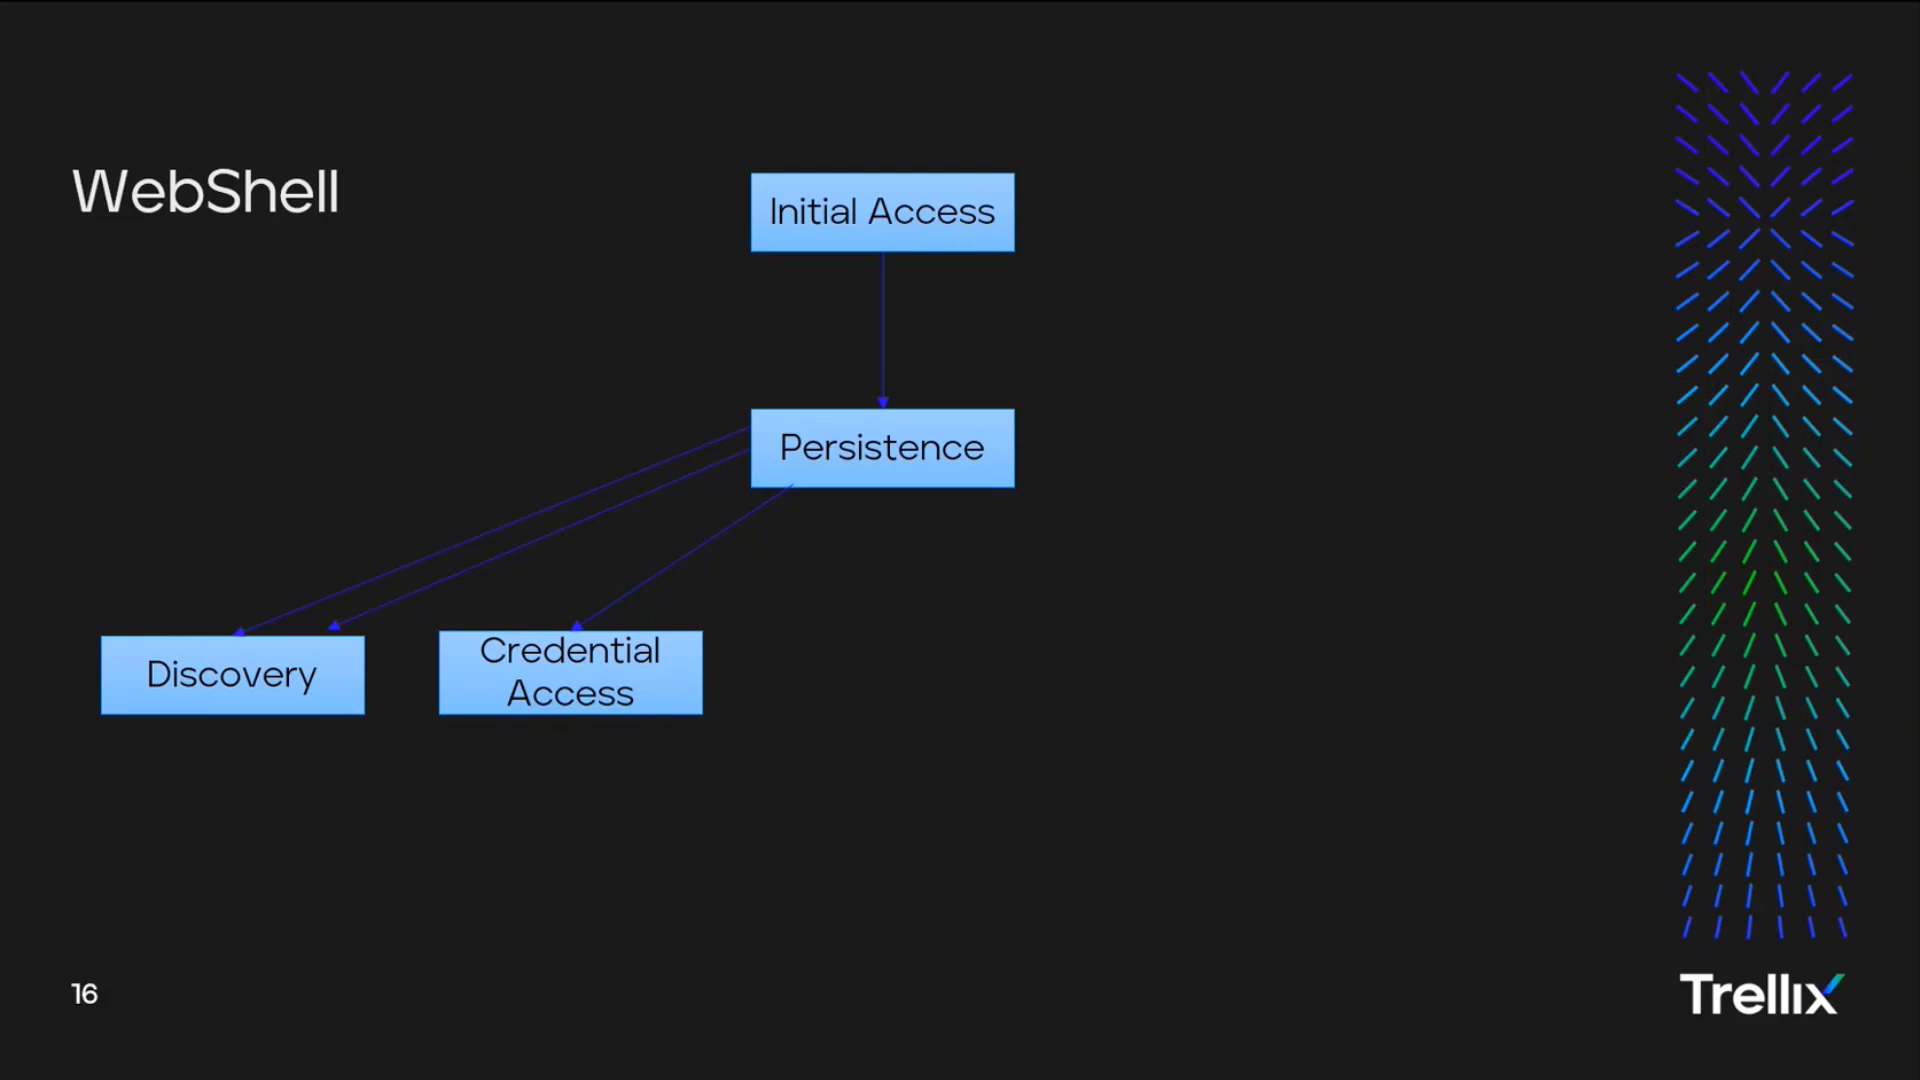 WebShell
Initial Access
Persistence
Discovery
Credential
Access
16
Trellix